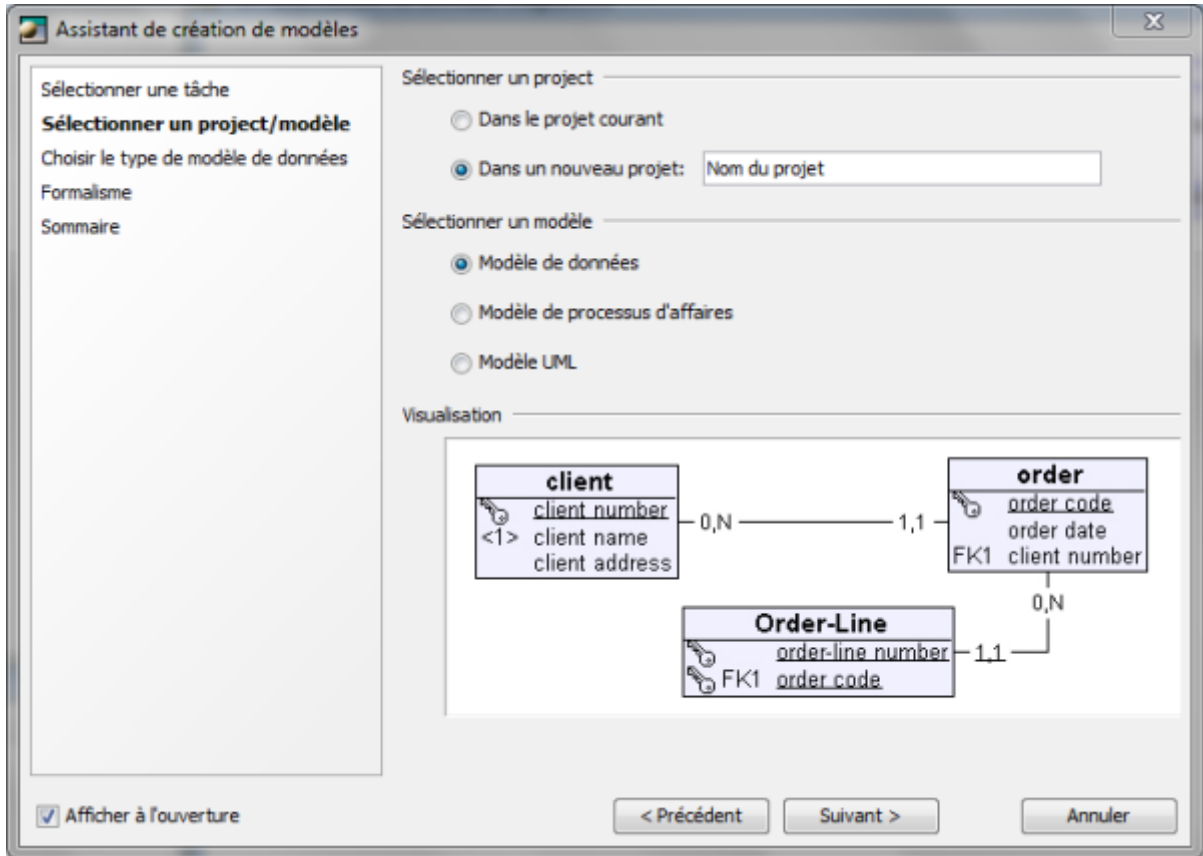 Assistant de création de modèles
Sélectionner une tâche
Sélectionner un project/modèle
Choisir le type de modèle de données
Formalisme
Sommaire
Sélectionner un project
Dans le projet courant
Dans un nouveau projet:
Nom du projet
Sélectionner un modèle
Modèle de données
Modèle de processus d'affaires
Modèle UML
Visualisation
client
client number
<1> client name
client address
0,N
1,1
order
order code
order date
FK1 client number
0,N
Order-Line
order-line number
FK1 order code
1,1
Afficher à l'ouverture
< Précédent
Suivant >
Annuler